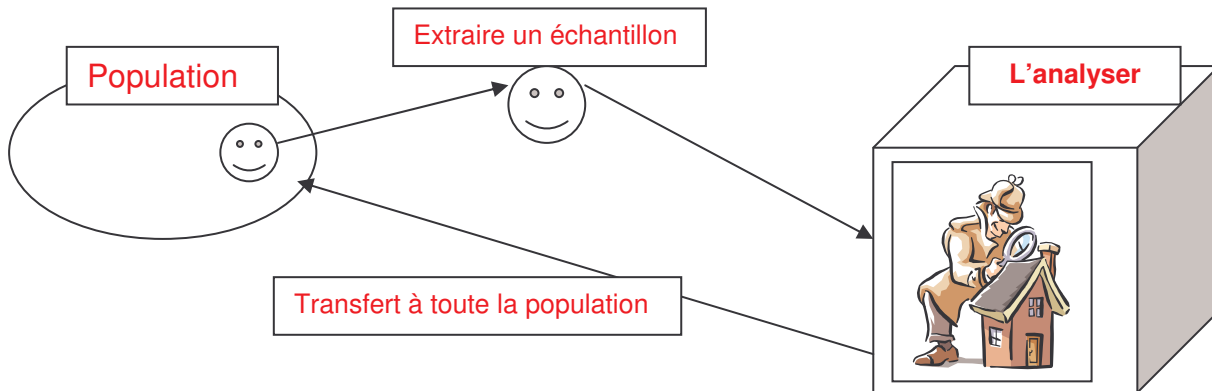 Extraire un échantillon
Population
L'analyser
Transfert à toute la population